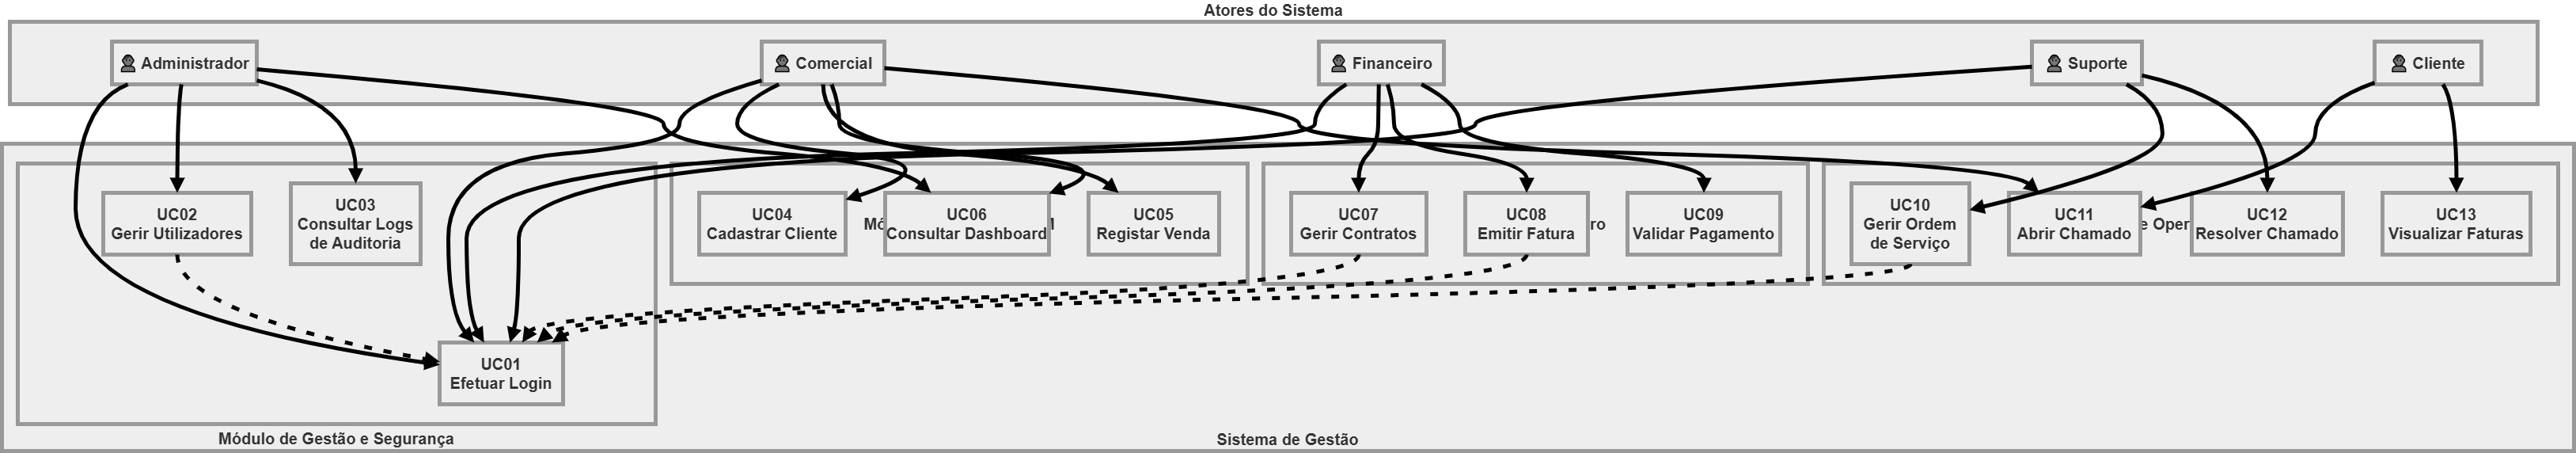 Atores do Sistema
Administrador
Comercial
Financeiro
Suporte
Cliente
UC02
Gerir Utilizadores
UC03
Consultar Logs
de Auditoria
UC04
Cadastrar Cliente
UC06
Consultar Dashboard
UC05
Registar Venda
UC07
Gerir Contratos
UC08
Emitir Fatura
ro
UC09
Validar Pagamento
UC10
Gerir Ordem
de Serviço
UC11
Abrir Chamado
e Oper
UC12
Resolver Chamado
UC13
Visualizar Faturas
UC01
Efetuar Login
Módulo de Gestão e Segurança
Sistema de Gestão